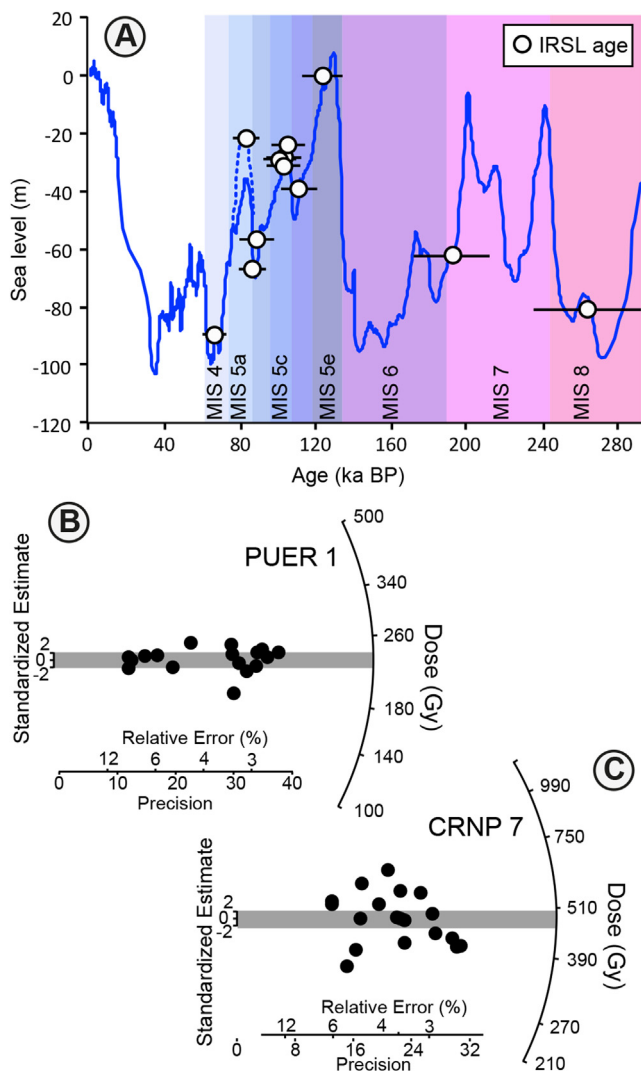 A
IRSL age
Sea level (m)
20
0
-20
-40
-60
-80
-100
-120
MIS 4
MIS 5a
MIS 5c
MIS 5e
MIS 6
MIS 7
MIS 8
0 40 80 120 160 200 240 280
Age (ka BP)
B
PUER 1
Standardized Estimate
2
0
-2
500
340
260
180
140
100
Dose (Gy)
Relative Error (%)
12 6 4 3
0 10 20 30 40
Precision
C
CRNP 7
Standardized Estimate
2
0
-2
990
750
510
390
270
210
Dose (Gy)
Relative Error (%)
12 6 4 3
0 8 16 24 32
Precision